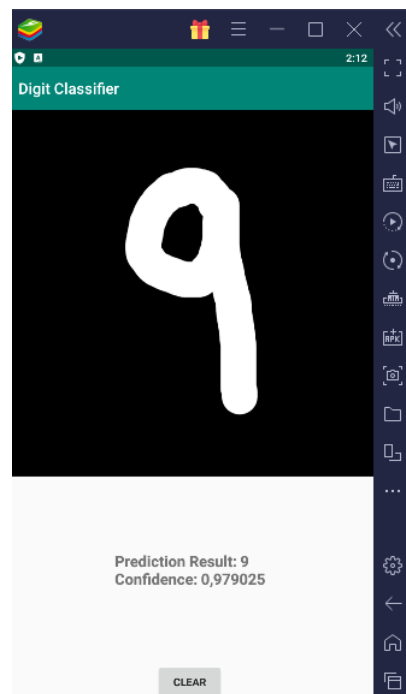 2:12
Digit Classifier
9
Prediction Result: 9
Confidence: 0,979025
CLEAR